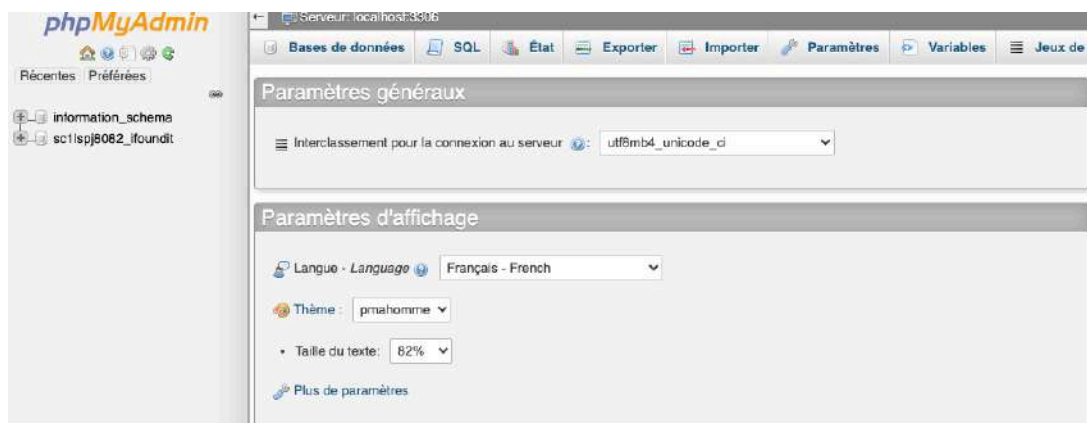 phpMyAdmin
Serveur: localhost:3306
Bases de données SQL État Exporter Importer Paramètres Variables Jeux de
Récentes Préférées
information_schema
sc1lspj8082_ifoundit
Paramètres généraux
Interclassement pour la connexion au serveur : utf8mb4_unicode_ci
Paramètres d'affichage
Langue - Language Français - French
Thème : pmahomme
Taille du texte: 82%
Plus de paramètres